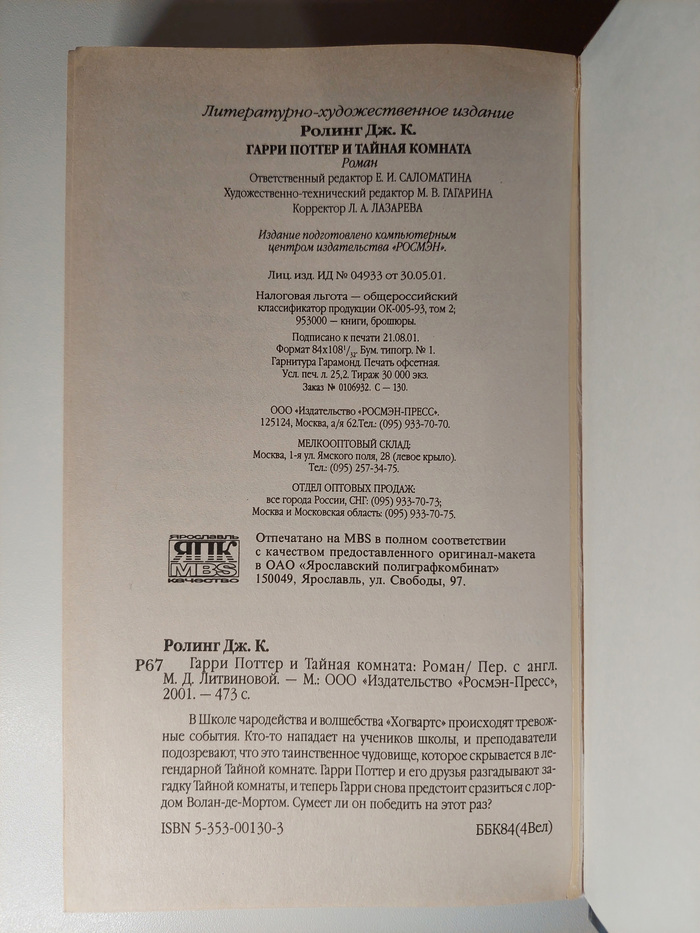 Литературно-художественное издание
Ролинг Дж. К.
ГАРРИ ПОТТЕР И ТАЙНАЯ КОМНАТА
Роман
Ответственный редактор Е. И. САЛОМАТИНА
Художественно-технический редактор М. В. ГАГАРИНА
Корректор Л. А. ЛАЗАРЕВА
Издание подготовлено компьютерным
центром издательства «РОСМЭН».
Лиц. изд. ИД № 04933 от 30.05.01.
Налоговая льгота — общероссийский
классификатор продукции ОК-005-93, том 2;
953000 — книги, брошюры.
Подписано к печати 21.08.01.
Формат 84х108 1/32. Бум. типогр. № 1.
Гарнитура Гарамонд. Печать офсетная.
Усл. печ. л. 25,2. Тираж 30 000 экз.
Заказ № 0106932. С — 130.
ООО «Издательство «РОСМЭН-ПРЕСС».
125124, Москва, а/я 62.Тел.: (095) 933-70-70.
МЕЛКООПТОВЫЙ СКЛАД:
Москва, 1-я ул. Ямского поля, 28 (левое крыло).
Тел.: (095) 257-34-75.
ОТДЕЛ ОПТОВЫХ ПРОДАЖ:
все города России, СНГ: (095) 933-70-73;
Москва и Московская область: (095) 933-70-75.
ЯРОСЛАВЛЬ
ЯПК
MBS
КАЧЕСТВО
Отпечатано на MBS в полном соответствии
с качеством предоставленного оригинал-макета
в ОАО «Ярославский полиграфкомбинат»
150049, Ярославль, ул. Свободы, 97.
Ролинг Дж. К.
Р67 Гарри Поттер и Тайная комната: Роман/ Пер. с англ.
М. Д. Литвиновой. — М.: ООО «Издательство «Росмэн-Пресс»,
2001. — 473 с.
В Школе чародейства и волшебства «Хогвартс» происходят тревож-
ные события. Кто-то нападает на учеников школы, и преподаватели
подозревают, что это таинственное чудовище, которое скрывается в ле-
гендарной Тайной комнате. Гарри Поттер и его друзья разгадывают за-
гадку Тайной комнаты, и теперь Гарри снова предстоит сразиться с лор-
дом Волан-де-Мортом. Сумеет ли он победить на этот раз?
ISBN 5-353-00130-3 ББК84(4Вел)